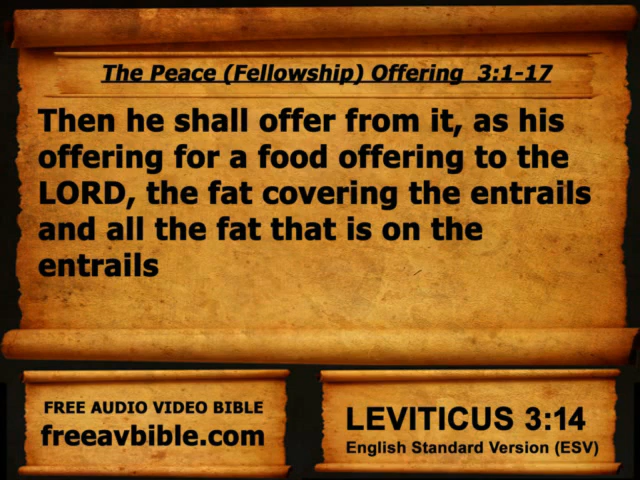 The Peace (Fellowship) Offering 3:1-17
Then he shall offer from it, as his
offering for a food offering to the
LORD, the fat covering the entrails
and all the fat that is on the
entrails
FREE AUDIO VIDEO BIBLE
freeavbible.com
LEVITICUS 3:14
English Standard Version (ESV)